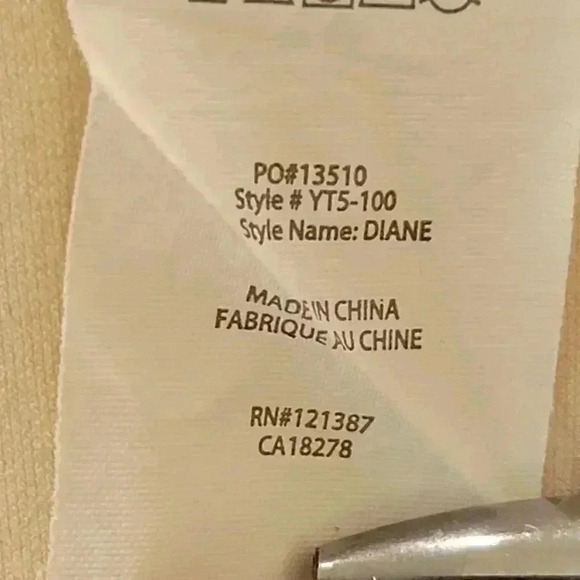 PO#13510
Style # YT5-100
Style Name: DIANE
MADE IN CHINA
FABRIQUE AU CHINE
RN#121387
CA18278